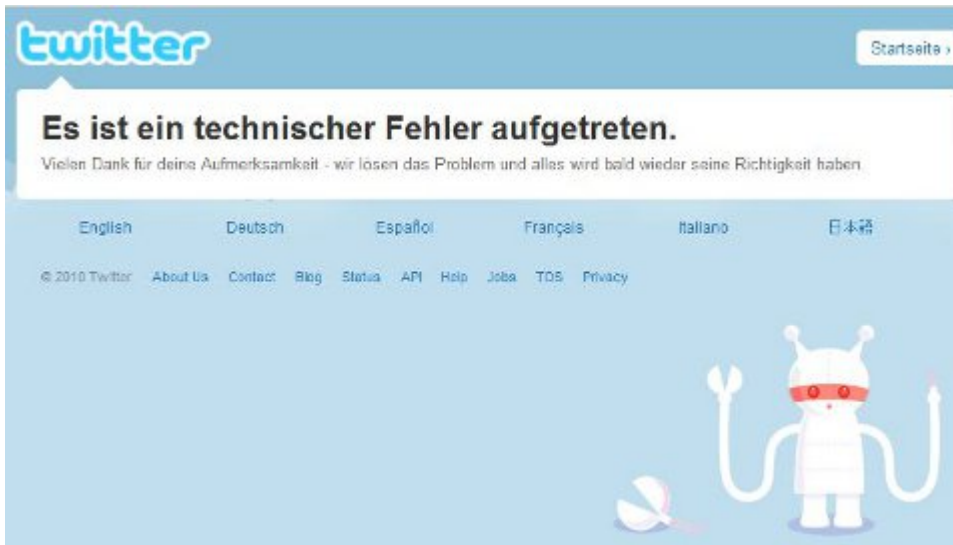 twitter
Startseite ›
Es ist ein technischer Fehler aufgetreten.
Vielen Dank für deine Aufmerksamkeit - wir lösen das Problem und alles wird bald wieder seine Richtigkeit haben
English Deutsch Español Français Italiano 日本語
© 2010 Twitter About Us Contact Blog Status API Help Jobs TOS Privacy